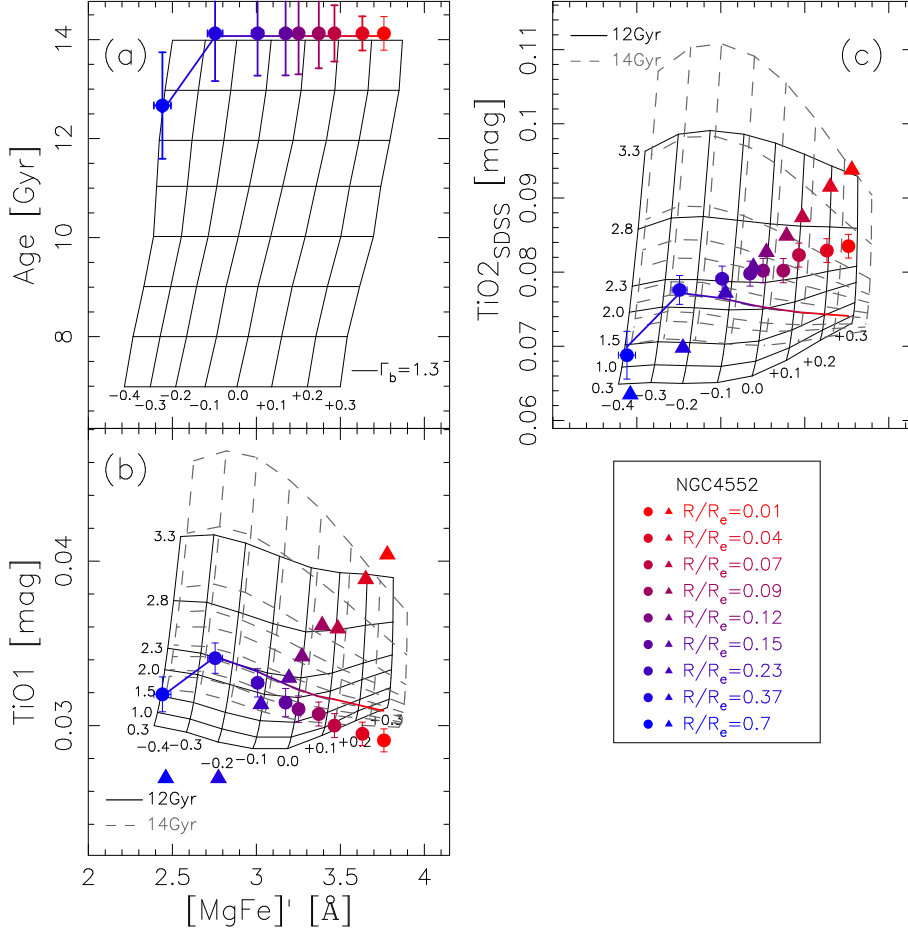 (a)
14
12
10
8
Age [Gyr]
Γb=1.3
−0.4 −0.3 −0.2 −0.1 0.0 +0.1 +0.2 +0.3
(b)
0.04
0.03
TiO1 [mag]
3.3
2.8
2.3
2.0
1.5
1.0
0.3
−0.4 −0.3 −0.2 −0.1 0.0 +0.1 +0.2 +0.3
12Gyr
14Gyr
2 2.5 3 3.5 4
[MgFe]' [Å]
12Gyr
14Gyr
(c)
0.11
0.1
0.09
0.08
0.07
0.06
TiO2SDSS [mag]
3.3
2.8
2.3
2.0
1.5
1.0
0.3
−0.4 −0.3 −0.2 −0.1 0.0 +0.1 +0.2 +0.3
NGC4552
R/Re=0.01
R/Re=0.04
R/Re=0.07
R/Re=0.09
R/Re=0.12
R/Re=0.15
R/Re=0.23
R/Re=0.37
R/Re=0.7